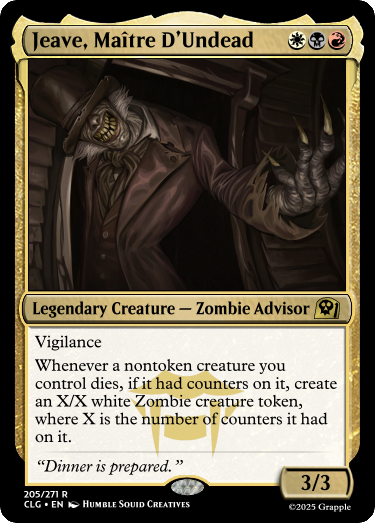 Jeave, Maître D'Undead
Legendary Creature — Zombie Advisor
Vigilance
Whenever a nontoken creature you
control dies, if it had counters on it, create
an X/X white Zombie creature token,
where X is the number of counters it had
on it.
"Dinner is prepared."
3/3
205/271 R
CLG • EN Humble Squid Creatives
©2025 Grapple